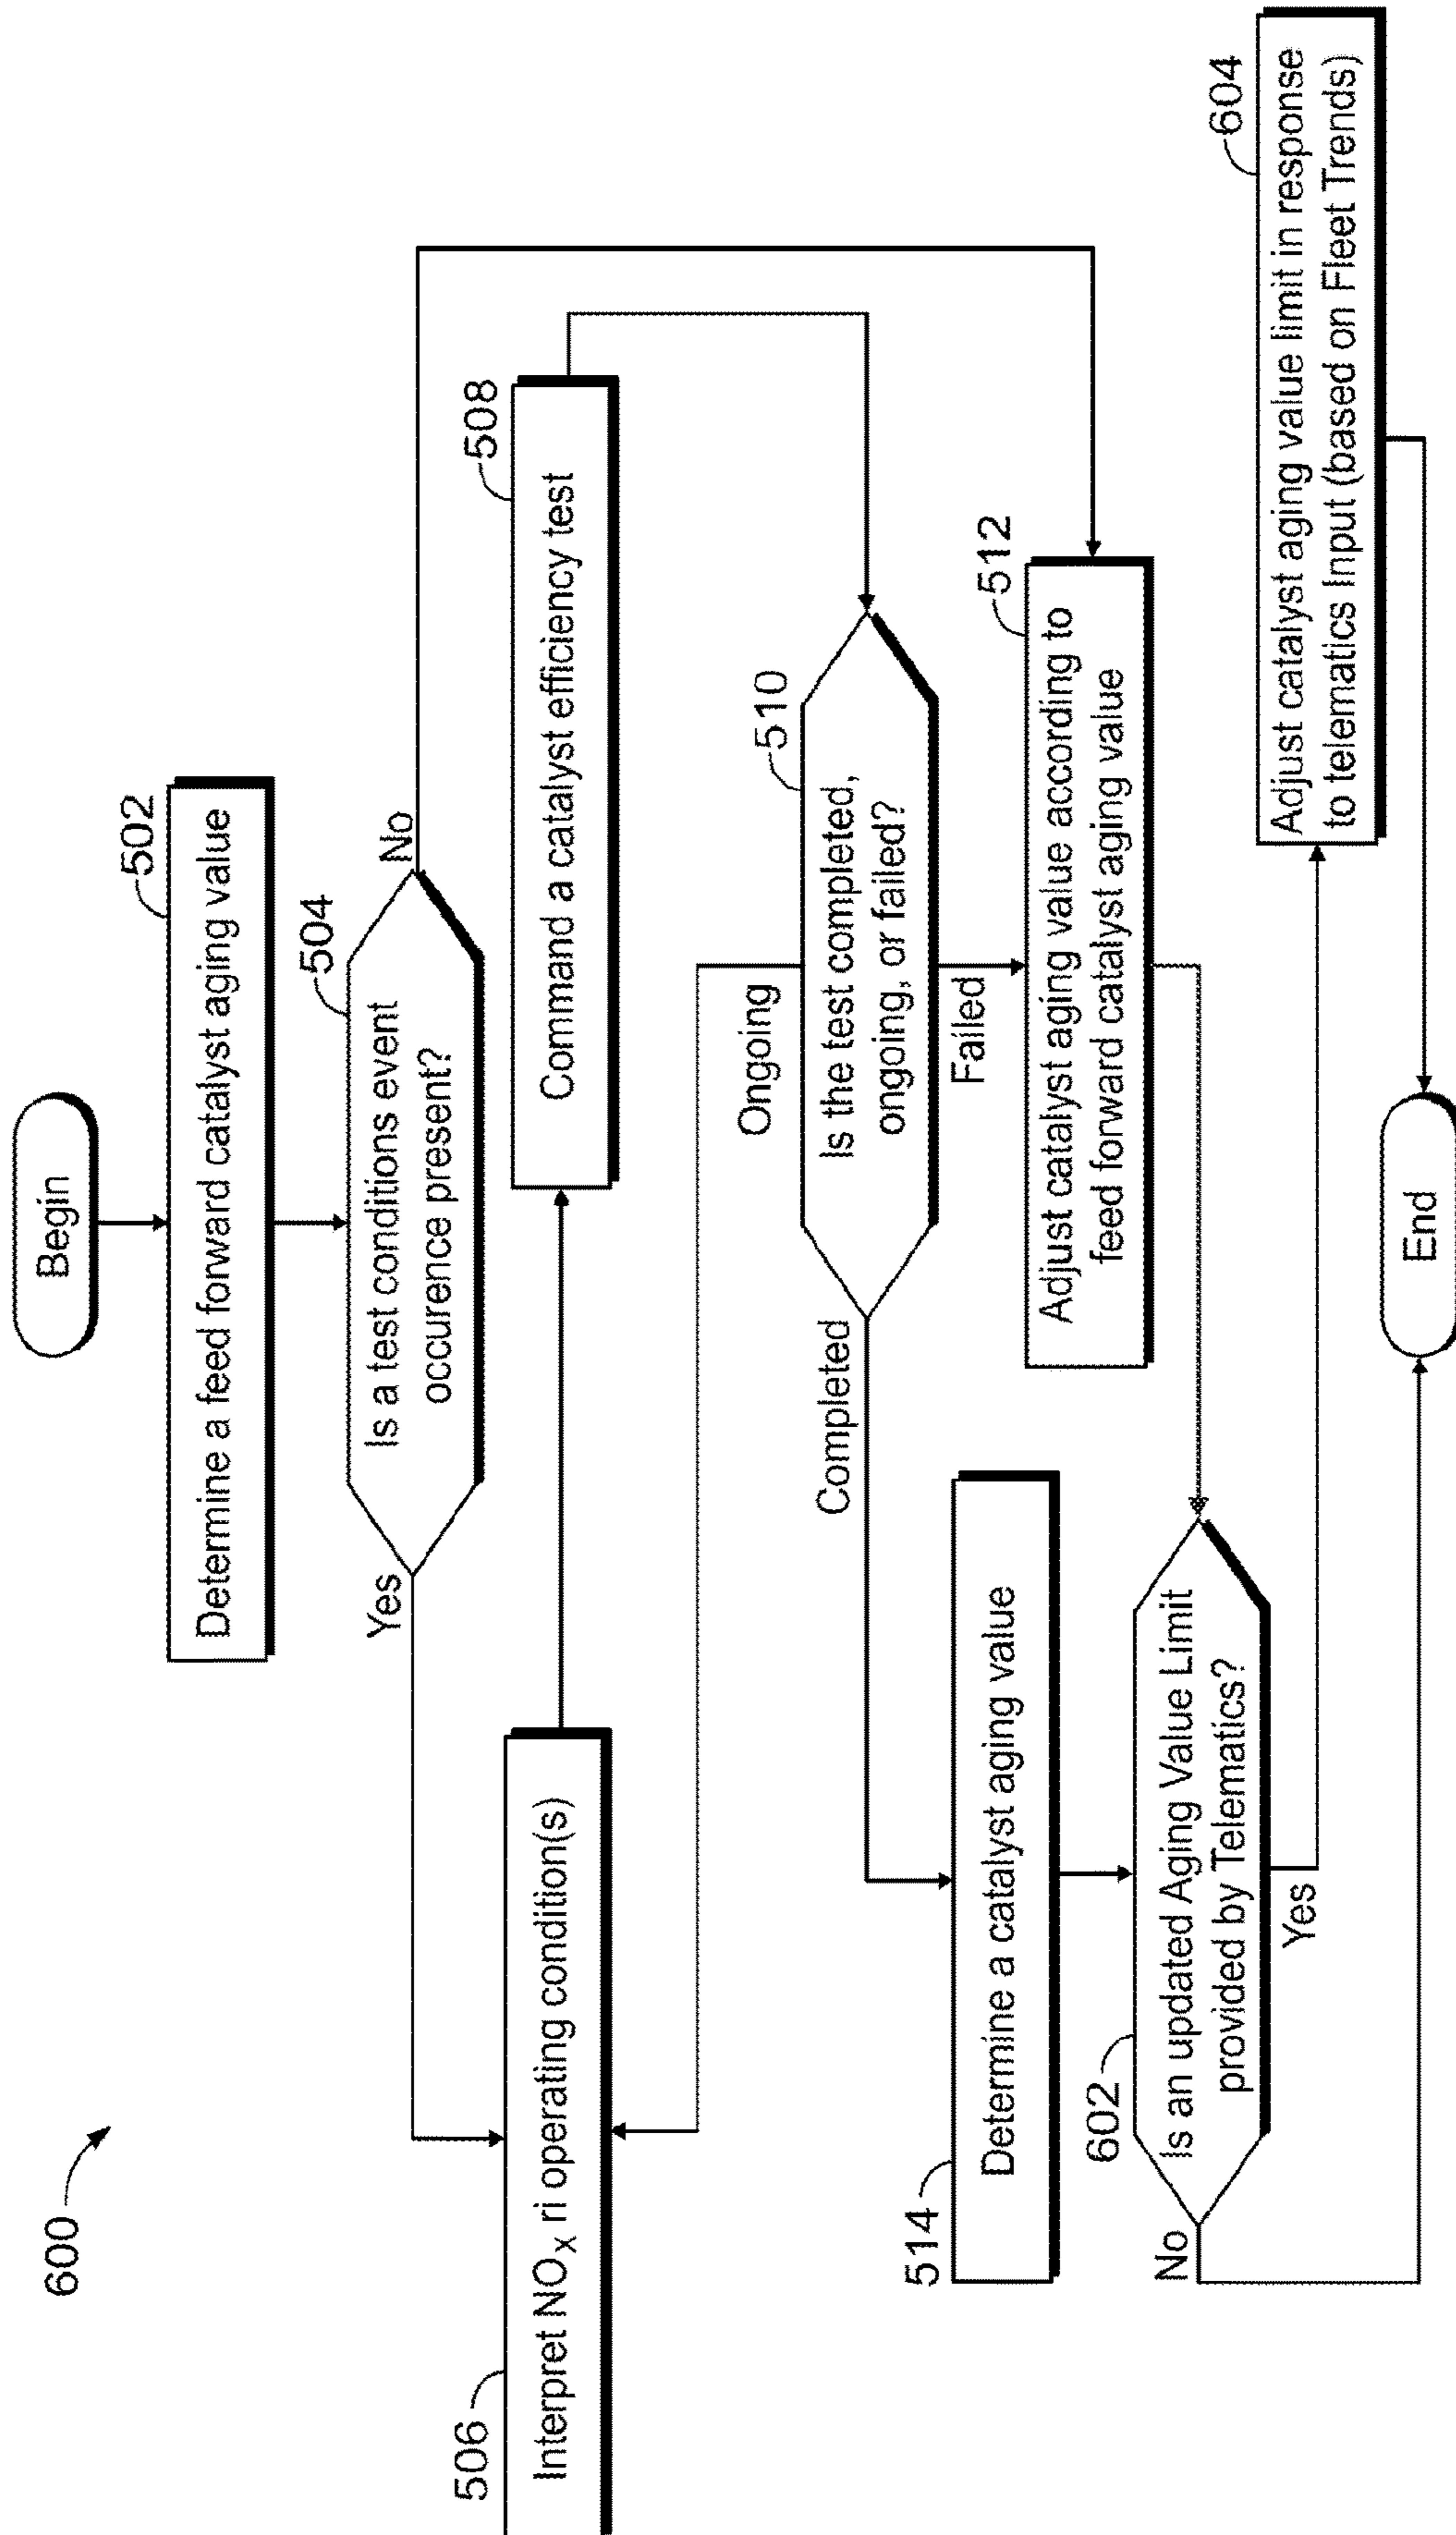 600
Begin
502
Determine a feed forward catalyst aging value
504
Is a test conditions event
occurence present?
Yes
No
506
Interpret NOX ri operating condition(s)
508
Command a catalyst efficiency test
Ongoing
510
Is the test completed,
ongoing, or failed?
Completed
Failed
512
Adjust catalyst aging value according to
feed forward catalyst aging value
514
Determine a catalyst aging value
602
Is an updated Aging Value Limit
provided by Telematics?
No
Yes
604
Adjust catalyst aging value limit in response
to telematics Input (based on Fleet Trends)
End